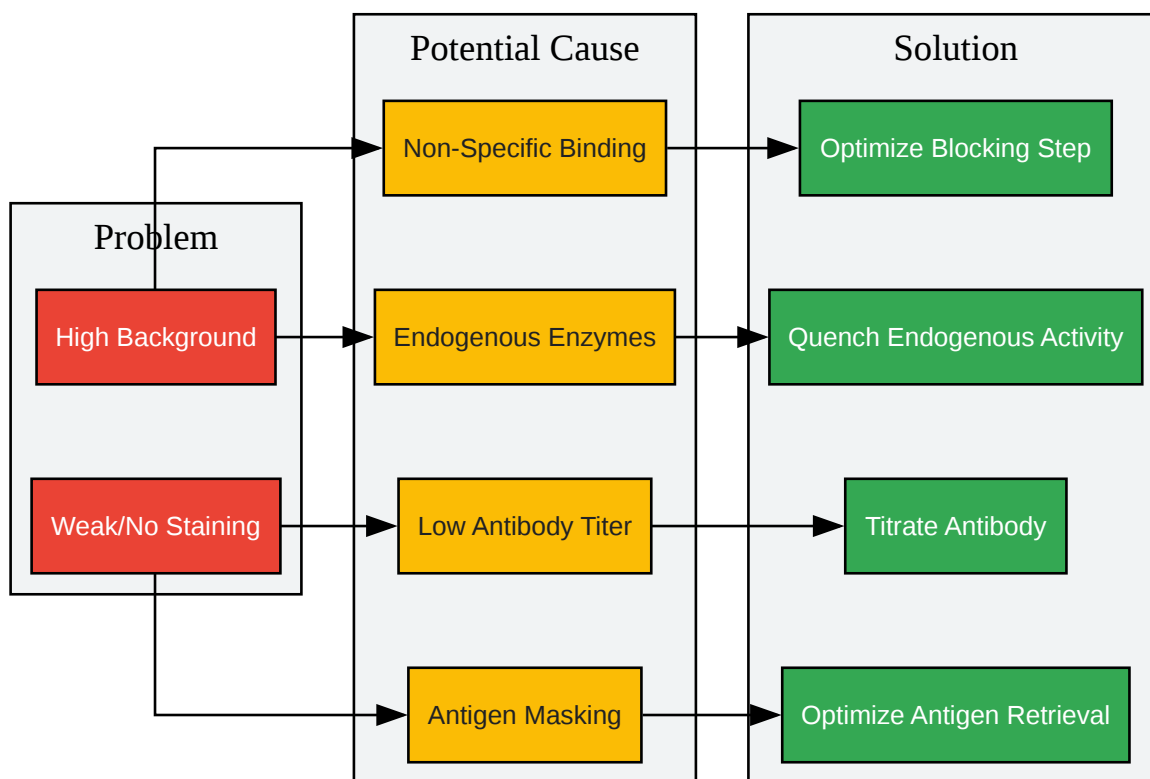 Potential Cause
Solution
Non-Specific Binding
Optimize Blocking Step
Problem
High Background
Endogenous Enzymes
Quench Endogenous Activity
Weak/No Staining
Low Antibody Titer
Titrate Antibody
Antigen Masking
Optimize Antigen Retrieval